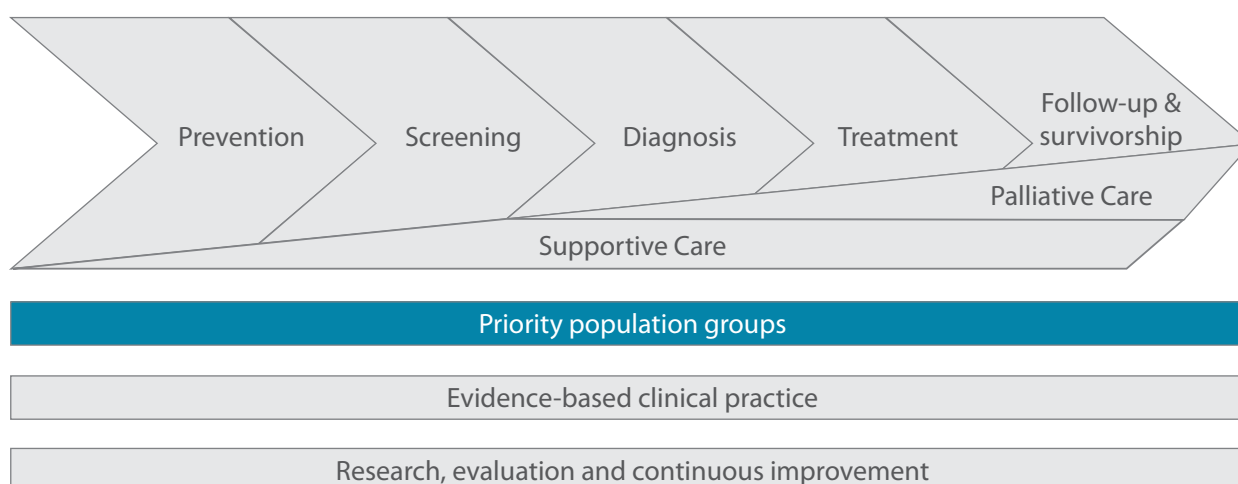 Prevention
Screening
Diagnosis
Treatment
Follow-up &
survivorship
Palliative Care
Supportive Care
Priority population groups
Evidence-based clinical practice
Research, evaluation and continuous improvement